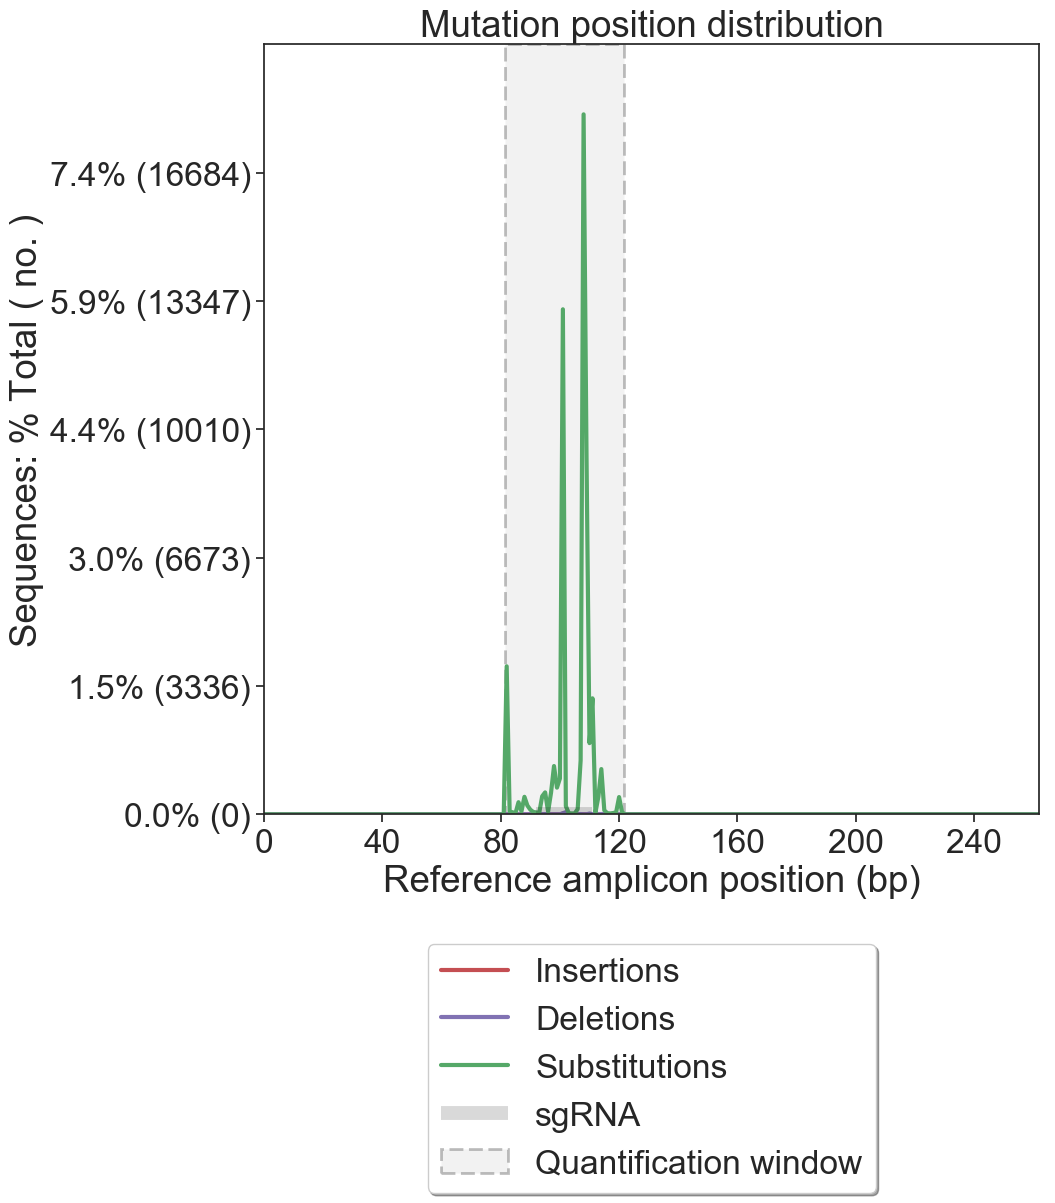 Mutation position distribution
Sequences: % Total ( no. )
7.4% (16684)
5.9% (13347)
4.4% (10010)
3.0% (6673)
1.5% (3336)
0.0% (0)
0 40 80 120 160 200 240
Reference amplicon position (bp)
Insertions
Deletions
Substitutions
sgRNA
Quantification window